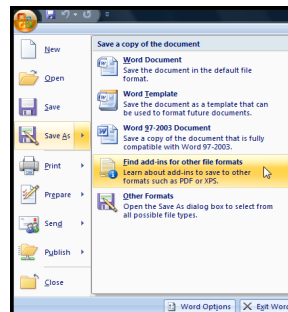 New
Open
Save
Save As
Print
Prepare
Send
Publish
Close
Save a copy of the document
Word Document
Save the document in the default file
format.
Word Template
Save the document as a template that can
be used to format future documents.
Word 97-2003 Document
Save a copy of the document that is fully
compatible with Word 97-2003.
Find add-ins for other file formats
Learn about add-ins to save to other
formats such as PDF or XPS.
Other Formats
Open the Save As dialog box to select from
all possible file types.
Word Options
Exit Word